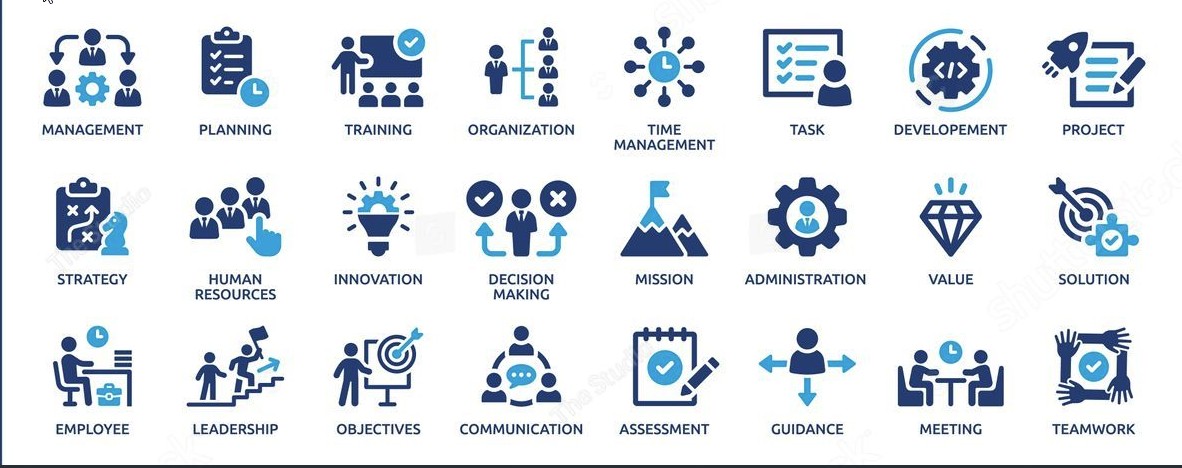 MANAGEMENT
PLANNING
TRAINING
ORGANIZATION
TIME
MANAGEMENT
TASK
DEVELOPEMENT
</>
PROJECT
STRATEGY
HUMAN
RESOURCES
INNOVATION
DECISION
MAKING
MISSION
ADMINISTRATION
VALUE
SOLUTION
EMPLOYEE
LEADERSHIP
OBJECTIVES
COMMUNICATION
ASSESSMENT
GUIDANCE
MEETING
TEAMWORK